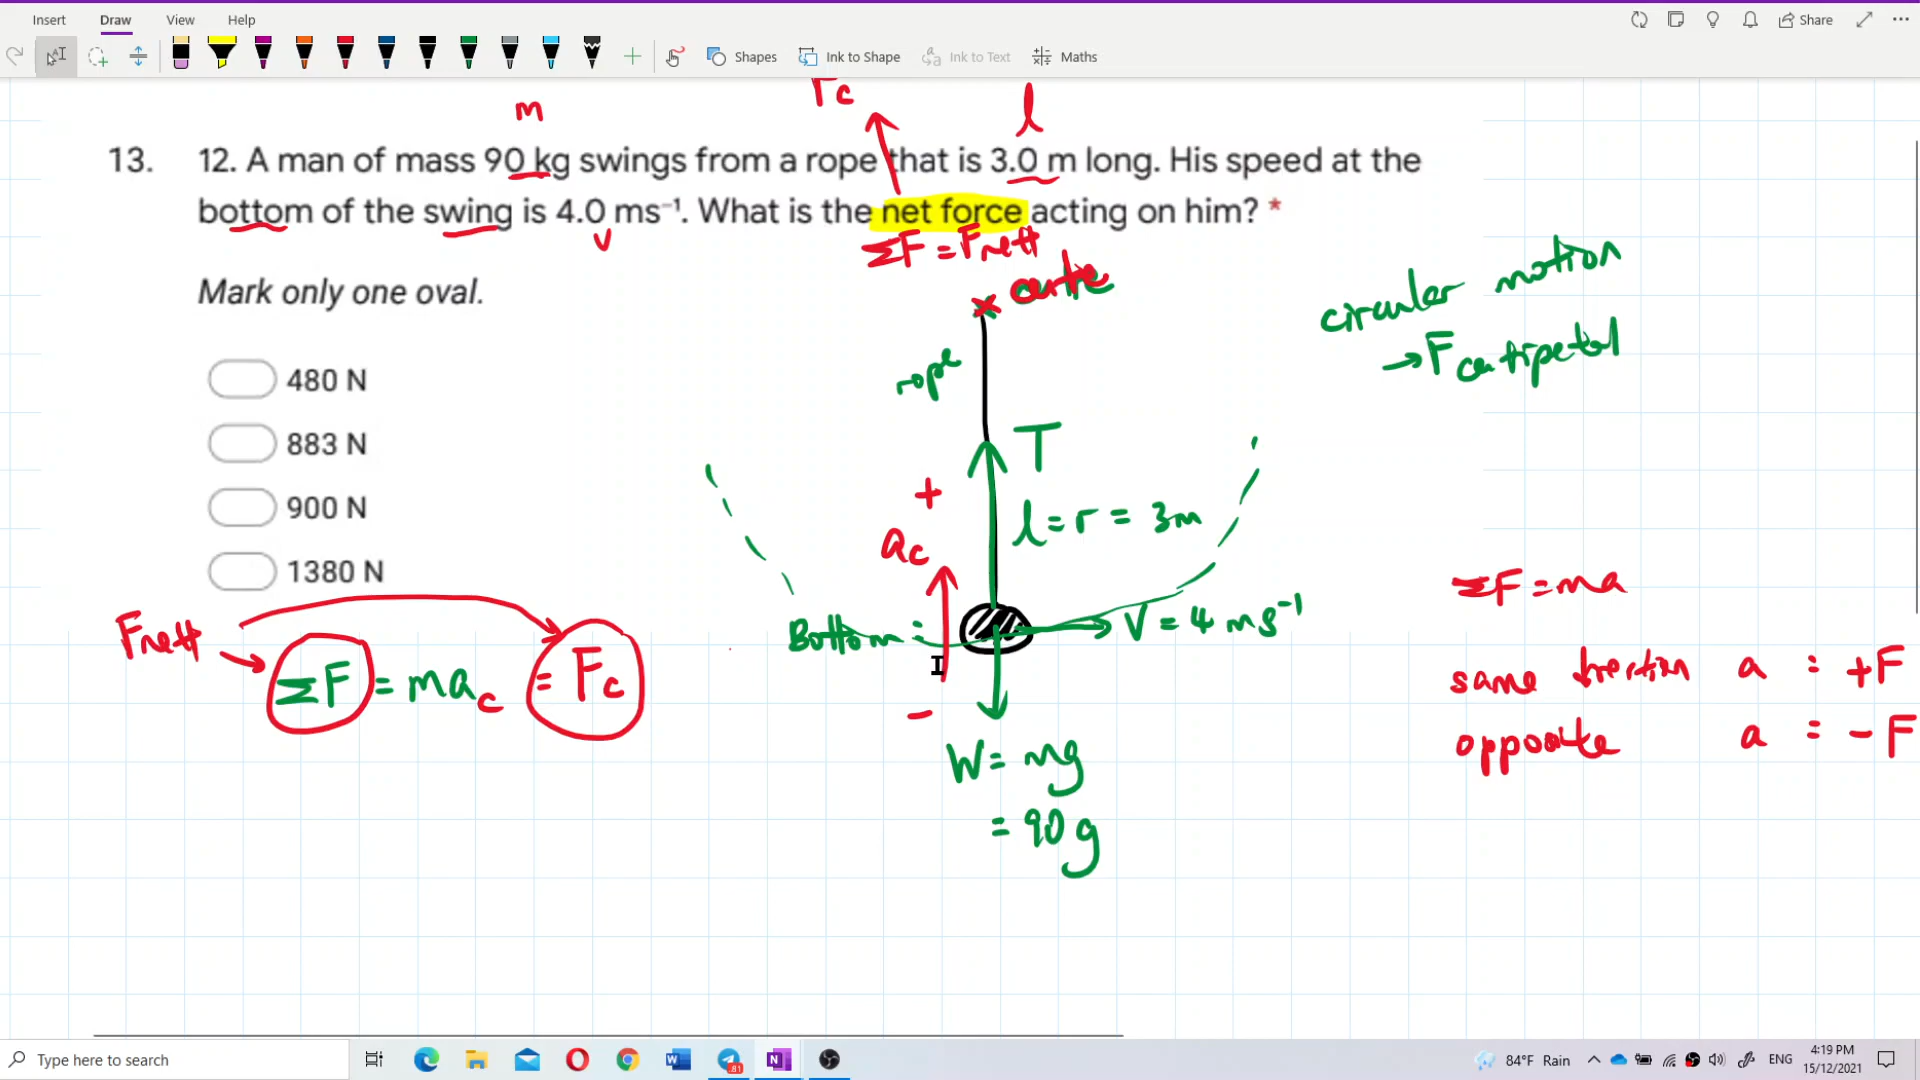 Insert Draw View Help
Share
Shapes Ink to Shape Ink to Text Maths
Fc
m
l
13. 12. A man of mass 90 kg swings from a rope that is 3.0 m long. His speed at the
bottom of the swing is 4.0 ms⁻¹. What is the net force acting on him? *
v
ΣF = Fnett
centre
circular motion
→ F centripetal
Mark only one oval.
rope
480 N
T
883 N
+
900 N
l = r = 3m
ac
1380 N
ΣF = ma
Fnett
Bottom :
V = 4 ms⁻¹
ΣF = mac = Fc
same direction a : +F
-
opposite a : - F
W = mg
= 90g
Type here to search
W
81
N
84°F Rain
ENG
4:19 PM
15/12/2021